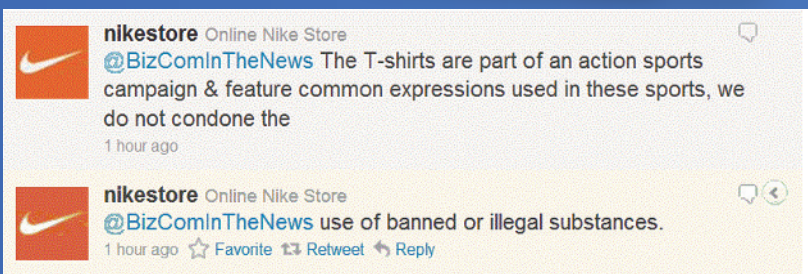 nikestore Online Nike Store
@BizComInTheNews The T-shirts are part of an action sports
campaign & feature common expressions used in these sports, we
do not condone the
1 hour ago
nikestore Online Nike Store
@BizComInTheNews use of banned or illegal substances.
1 hour ago Favorite Retweet Reply